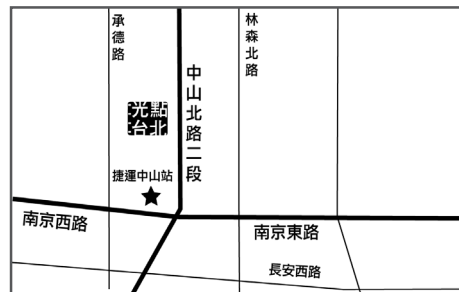 承德路
林森北路
中山北路二段
光點
台北
捷運中山站
南京西路
南京東路
長安西路